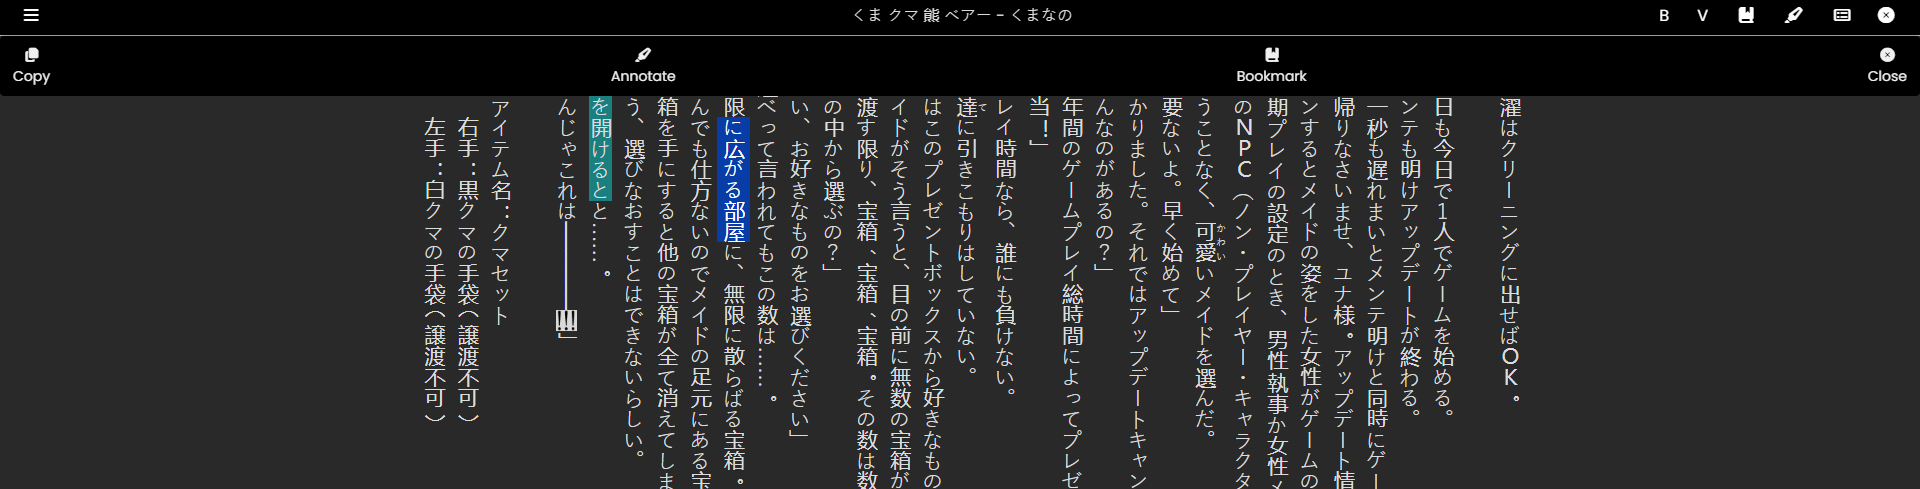 くま クマ 熊 ベアー - くまなの
B
V
Copy
Annotate
Bookmark
Close
濯はクリーニングに出せばＯＫ。
日も今日で１人でゲームを始める。
ンテも明けアップデートが終わる。
一秒も遅れまいとメンテ明けと同時にゲー
帰りなさいませ、ユナ様。アップデート情
ンするとメイドの姿をした女性がゲームの
期プレイの設定のとき、男性執事か女性メ
のＮＰＣ（ノン・プレイヤー・キャラクタ
うことなく、可愛いメイドを選んだ。
かわい
要ないよ。早く始めて」
かりました。それではアップデートキャン
んなのがあるの？」
年間のゲームプレイ総時間によってプレゼ
当！」
レイ時間なら、誰にも負けない。
達に引きこもりはしていない。
て
はこのプレゼントボックスから好きなもの
イドがそう言うと、目の前に無数の宝箱が
渡す限り、宝箱、宝箱、宝箱。その数は数
の中から選ぶの？」
い、お好きなものをお選びください」
べって言われてもこの数は……。
限に広がる部屋に、無限に散らばる宝箱。
んでも仕方ないのでメイドの足元にある宝
箱を手にすると他の宝箱が全て消えてしま
う、選びなおすことはできないらしい。
を開けるとと……。
んじゃこれは――――」
アイテム名：クマセット
右手：黒クマの手袋（譲渡不可）
左手：白クマの手袋（譲渡不可）